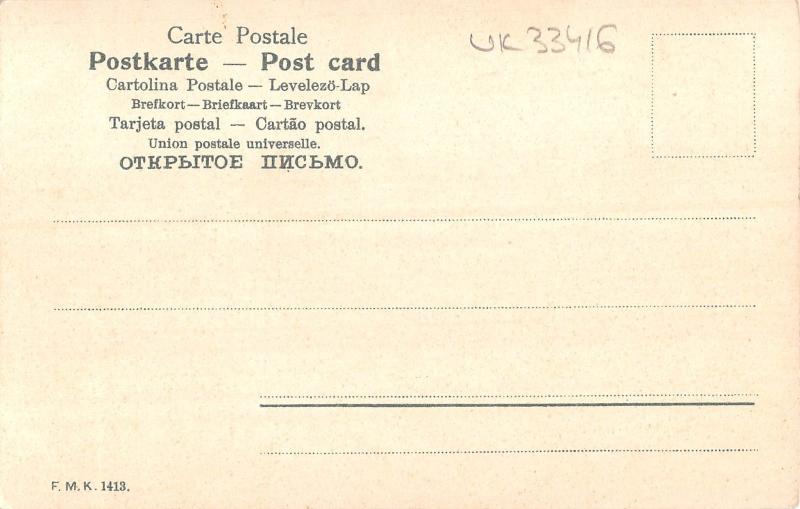 Carte Postale
UK 33416
Postkarte — Post card
Cartolina Postale — Levelezö-Lap
Brefkort — Briefkaart — Brevkort
Tarjeta postal — Cartão postal.
Union postale universelle.
ОТКРЫТОЕ ПИСЬМО.
F. M. K. 1413.